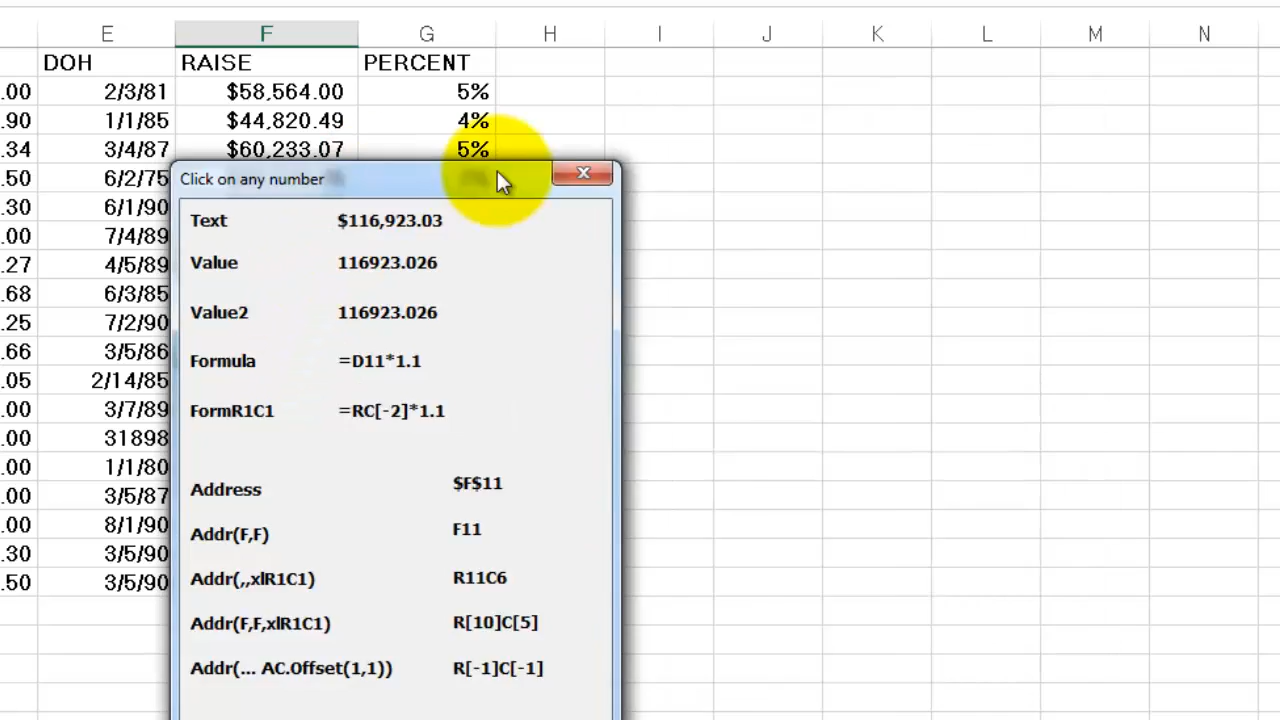 E F G H I J K L M N
DOH RAISE PERCENT
.00 2/3/81 $58,564.00 5%
.90 1/1/85 $44,820.49 4%
.34 3/4/87 $60,233.07 5%
.50 6/2/75
Click on any number
.30 6/1/90
Text $116,923.03
.00 7/4/89
Value 116923.026
.27 4/5/89
.68 6/3/85
Value2 116923.026
.25 7/2/90
.66 3/5/86
Formula =D11*1.1
.05 2/14/85
.00 3/7/89
FormR1C1 =RC[-2]*1.1
.00 31898
.00 1/1/80
Address $F$11
.00 3/5/87
.00 8/1/90
Addr(F,F) F11
.30 3/5/90
.50 3/5/90
Addr(,,xlR1C1) R11C6
Addr(F,F,xlR1C1) R[10]C[5]
Addr(... AC.Offset(1,1)) R[-1]C[-1]